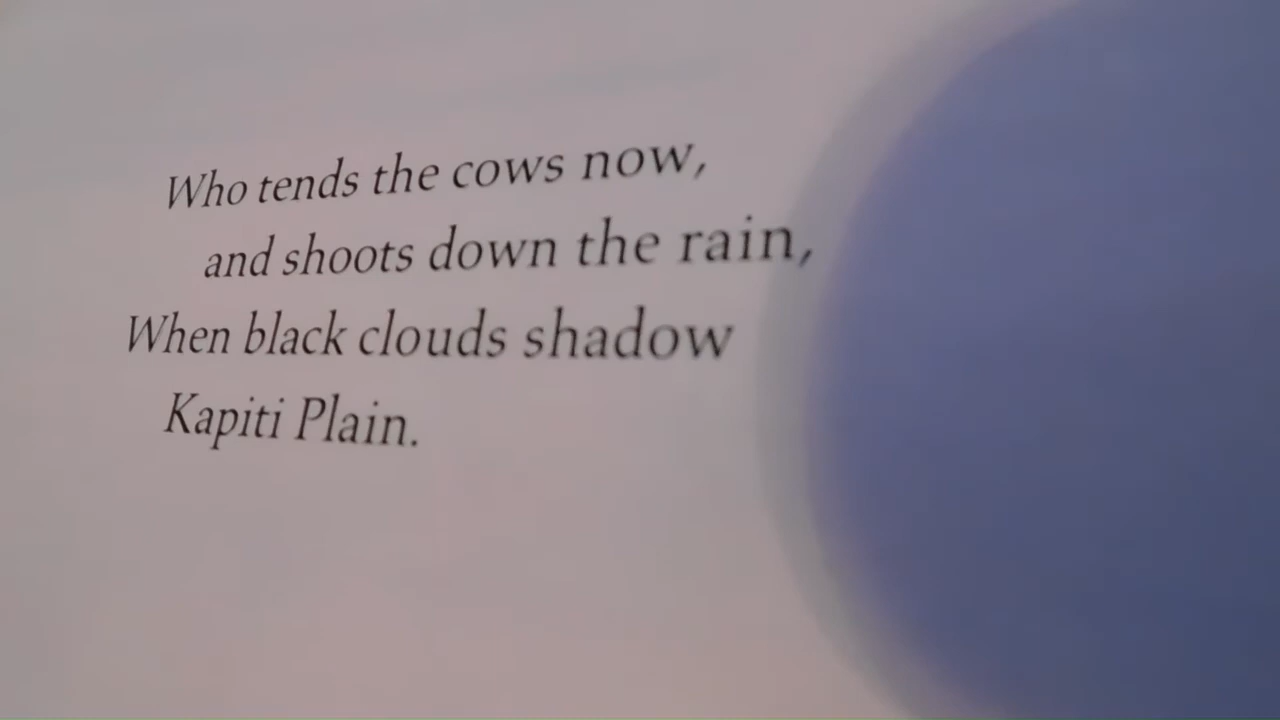 Who tends the cows now,
and shoots down the rain,
When black clouds shadow
Kapiti Plain.